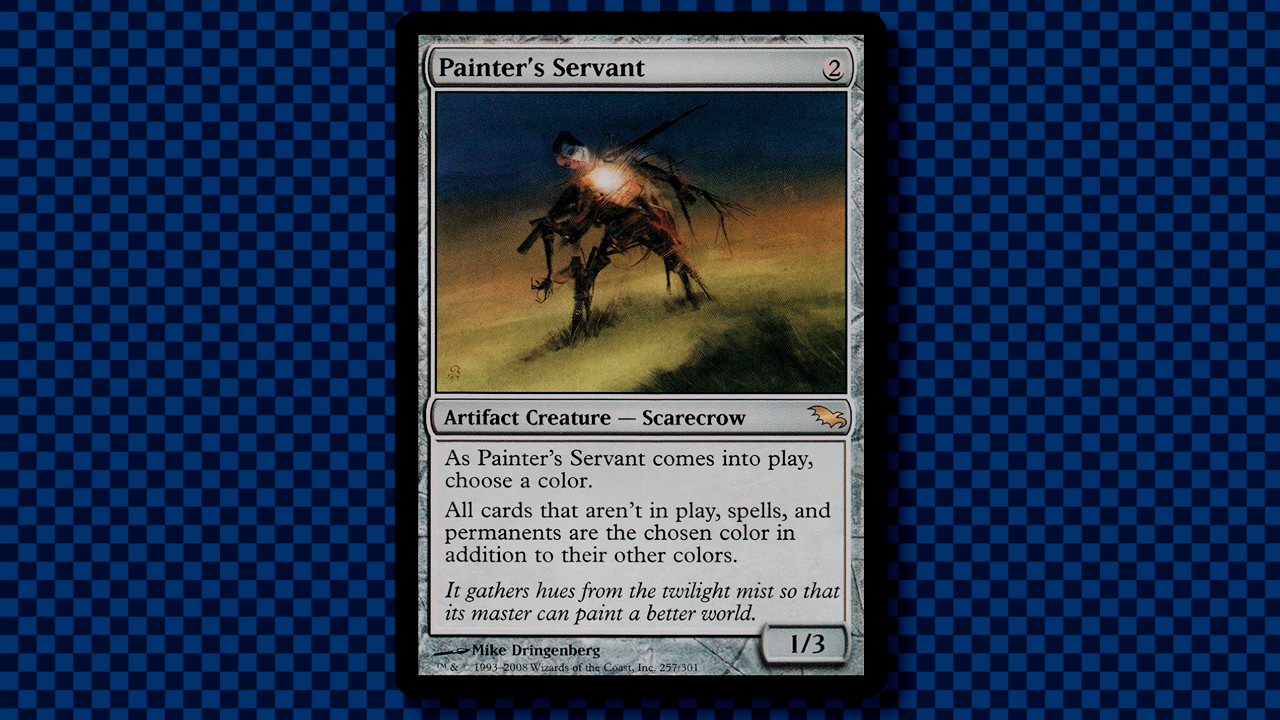 Painter's Servant 2
Artifact Creature — Scarecrow
As Painter's Servant comes into play,
choose a color.
All cards that aren't in play, spells, and
permanents are the chosen color in
addition to their other colors.
It gathers hues from the twilight mist so that
its master can paint a better world.
1/3
Mike Dringenberg
™ & © 1993–2008 Wizards of the Coast, Inc. 257/301